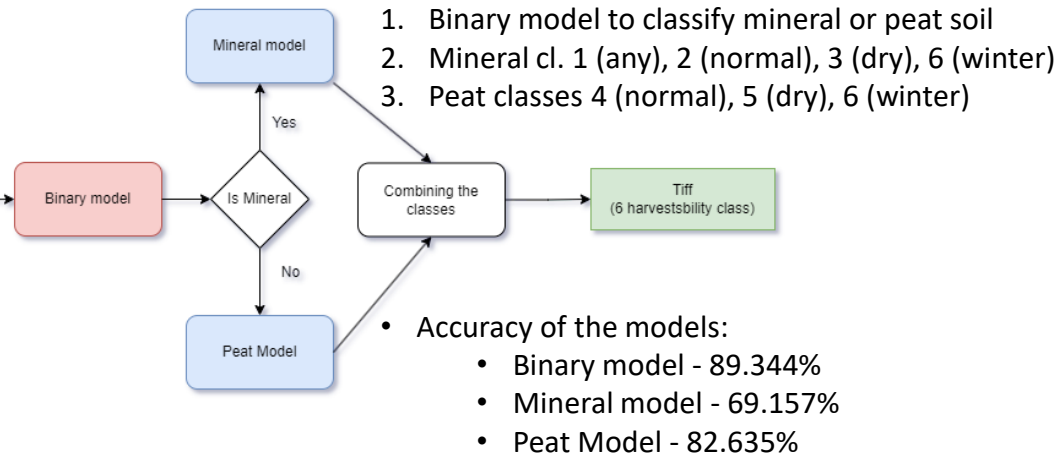 1. Binary model to classify mineral or peat soil
2. Mineral cl. 1 (any), 2 (normal), 3 (dry), 6 (winter)
3. Peat classes 4 (normal), 5 (dry), 6 (winter)
Mineral model
Yes
Binary model
Is Mineral
Combining the
classes
Tiff
(6 harvestsbility class)
No
Peat Model
• Accuracy of the models:
• Binary model - 89.344%
• Mineral model - 69.157%
• Peat Model - 82.635%